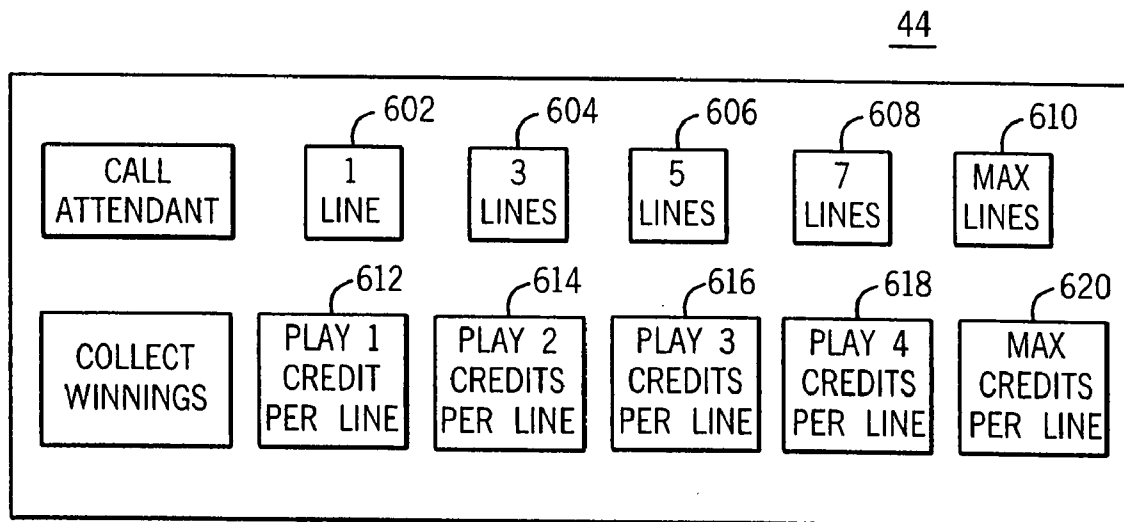 44
602
604
606
608
610
CALL
ATTENDANT
1
LINE
3
LINES
5
LINES
7
LINES
MAX
LINES
612
614
616
618
620
COLLECT
WINNINGS
PLAY 1
CREDIT
PER LINE
PLAY 2
CREDITS
PER LINE
PLAY 3
CREDITS
PER LINE
PLAY 4
CREDITS
PER LINE
MAX
CREDITS
PER LINE